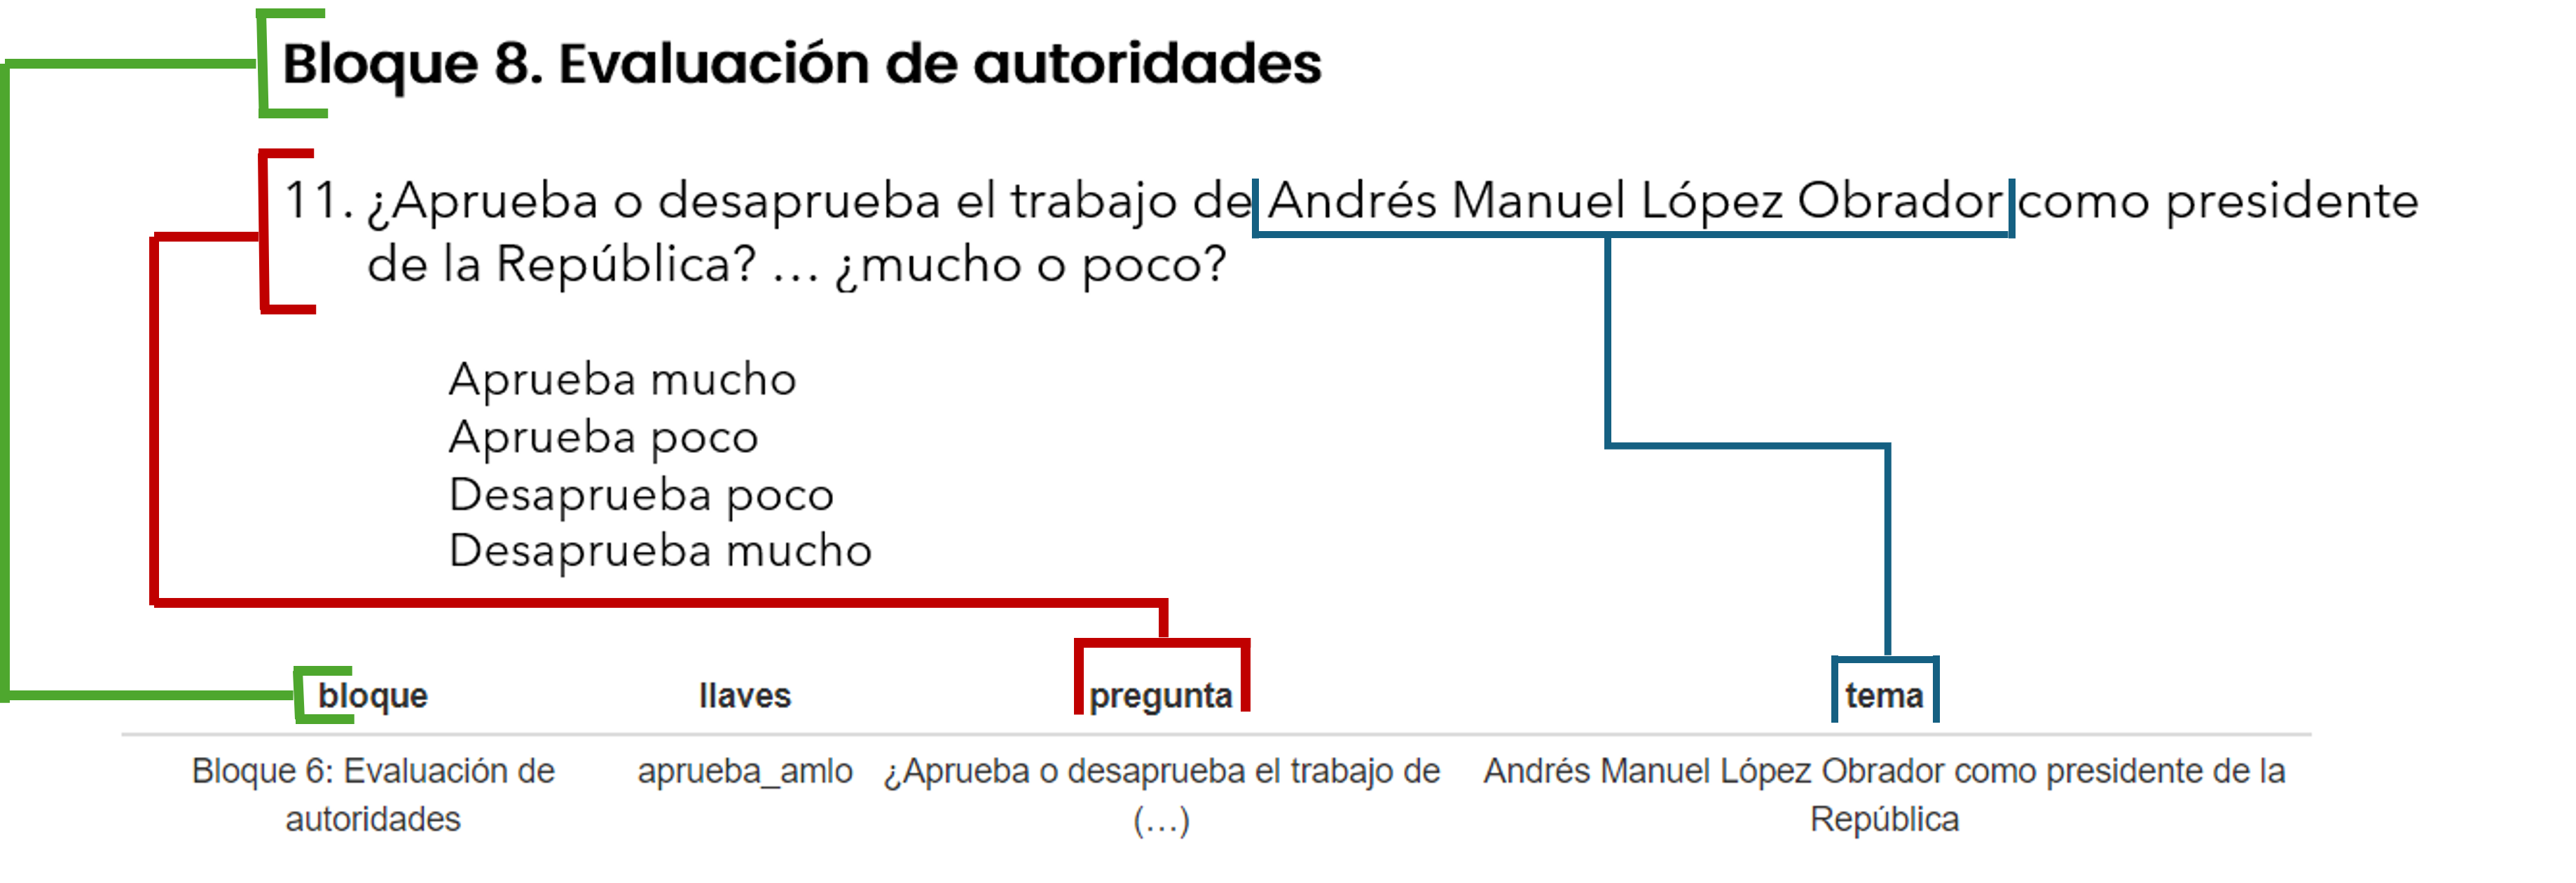 Bloque 8. Evaluación de autoridades
11. ¿Aprueba o desaprueba el trabajo de Andrés Manuel López Obrador como presidente
de la República? ... ¿mucho o poco?
Aprueba mucho
Aprueba poco
Desaprueba poco
Desaprueba mucho
bloque llaves pregunta tema
Bloque 6: Evaluación de aprueba_amlo ¿Aprueba o desaprueba el trabajo de Andrés Manuel López Obrador como presidente de la
autoridades (...) República